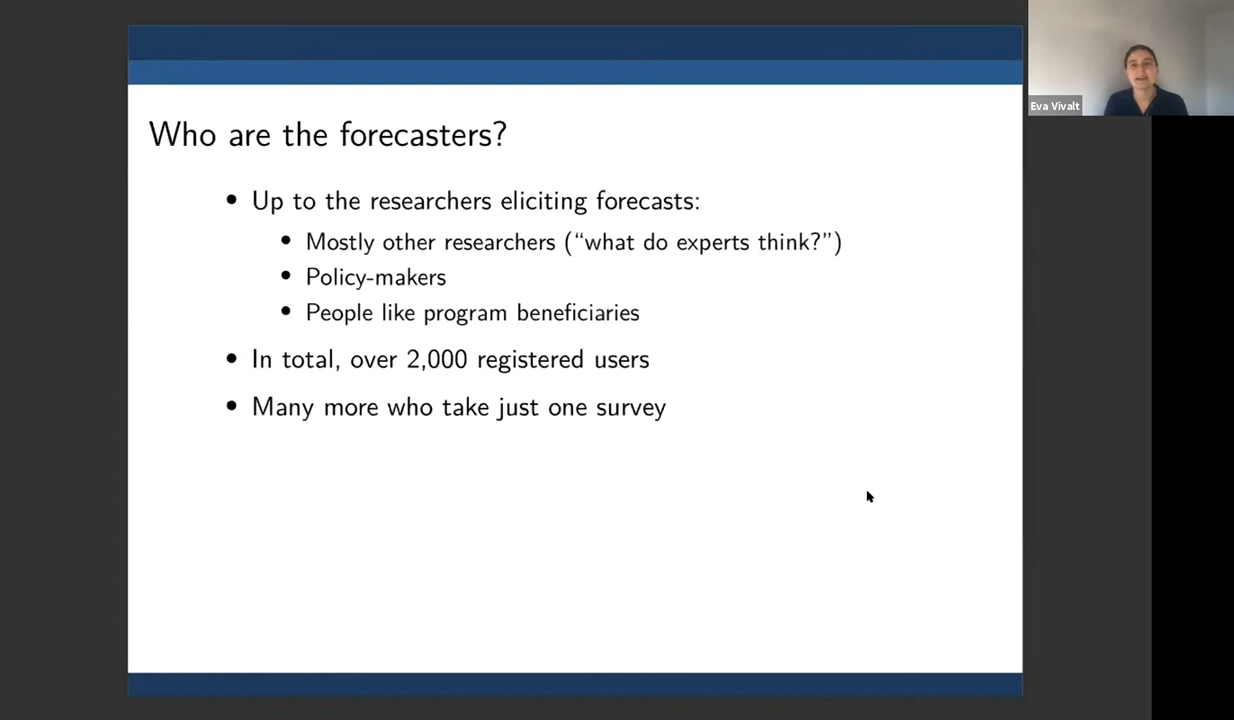 Who are the forecasters?
• Up to the researchers eliciting forecasts:
• Mostly other researchers (“what do experts think?”)
• Policy-makers
• People like program beneficiaries
• In total, over 2,000 registered users
• Many more who take just one survey
Eva Vivalt